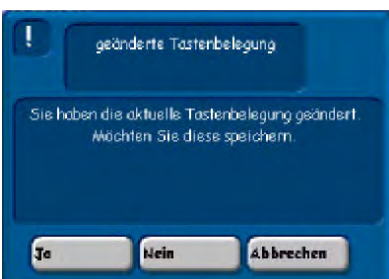 !
geänderte Tastenbelegung
Sie haben die aktuelle Tastenbelegung geändert.
Möchten Sie diese speichern.
Ja
Nein
Abbrechen